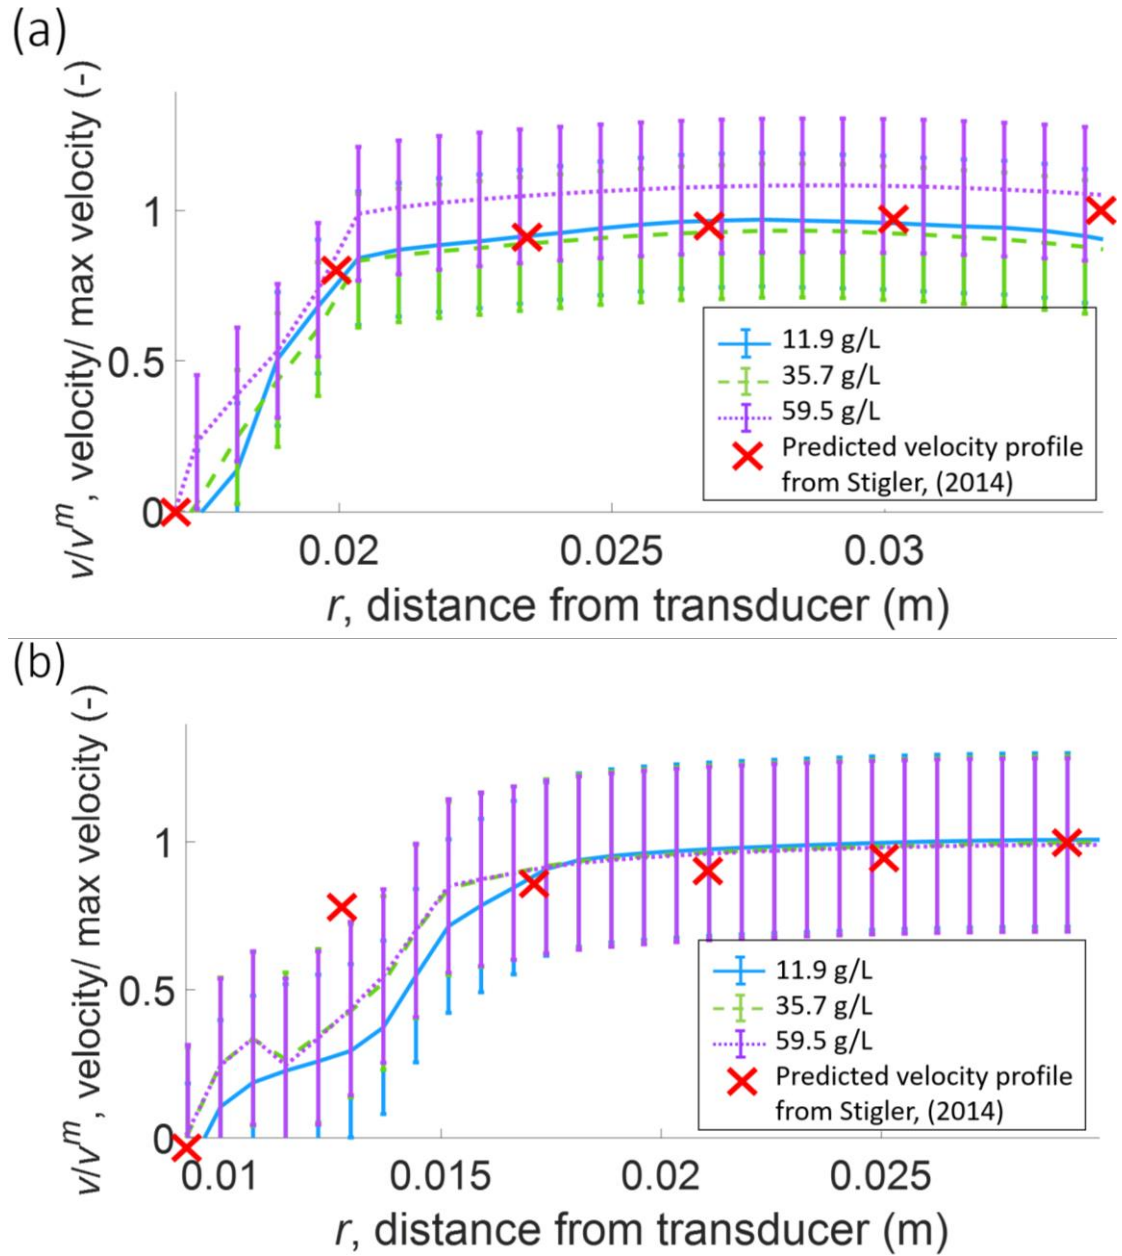 (a)
v/vᵐ, velocity/ max velocity (-)
1
0.5
0
0.02
0.025
0.03
r, distance from transducer (m)
11.9 g/L
35.7 g/L
59.5 g/L
Predicted velocity profile
from Stigler, (2014)
(b)
v/vᵐ, velocity/ max velocity (-)
1
0.5
0
0.01
0.015
0.02
0.025
r, distance from transducer (m)
11.9 g/L
35.7 g/L
59.5 g/L
Predicted velocity profile
from Stigler, (2014)